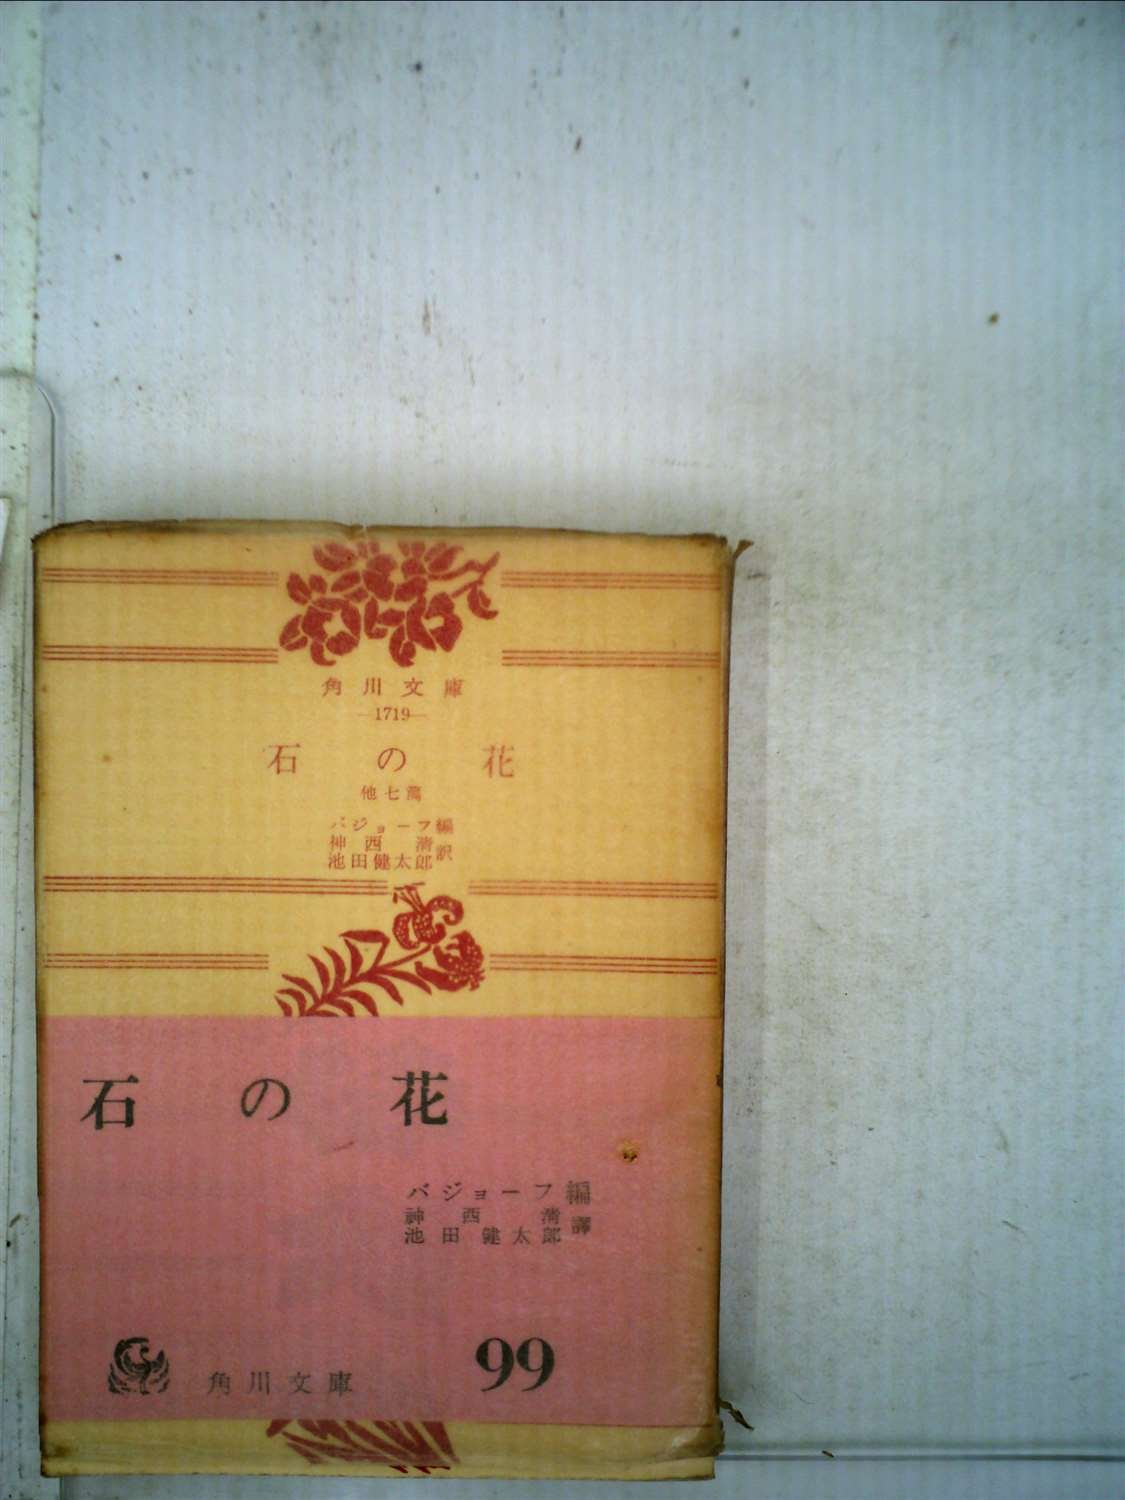 角川文庫
1719
石の花
他七篇
バジョーフ編
神西清
池田健太郎訳
石の花
バジョーフ編
神西清
池田健太郎譯
角川文庫
99